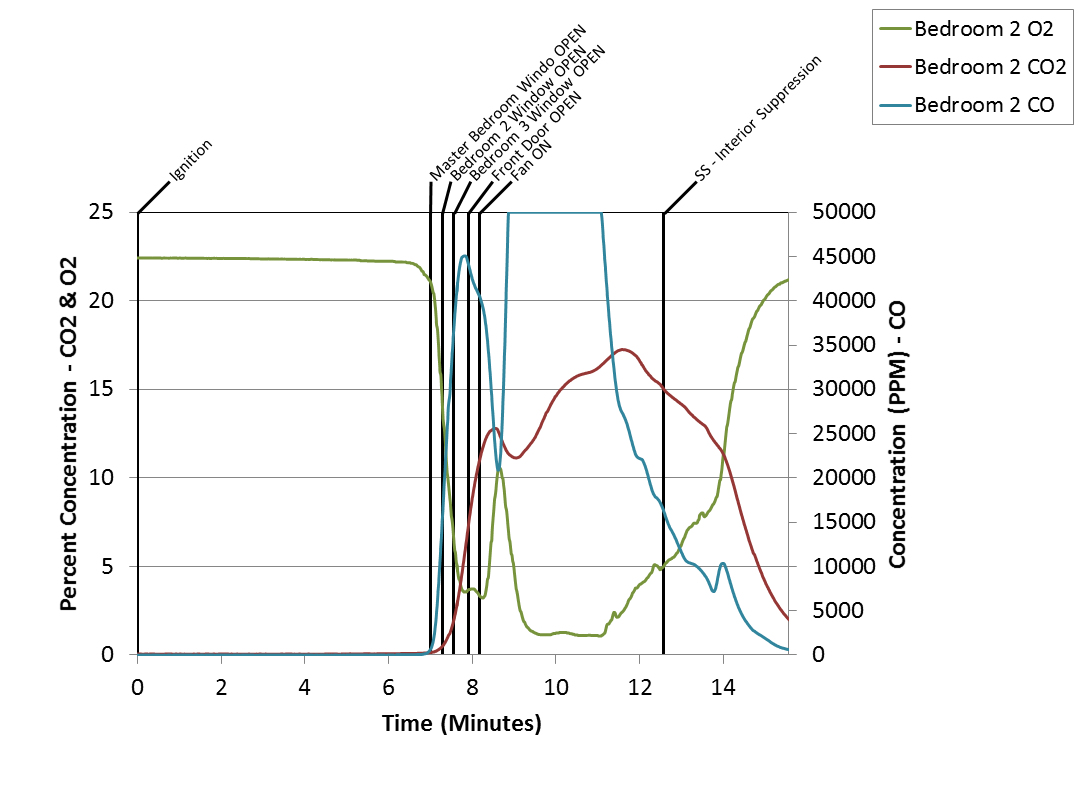 Bedroom 2 O2
Bedroom 2 CO2
Bedroom 2 CO
Ignition
Master Bedroom Windo OPEN
Bedroom 2 Window OPEN
Bedroom 3 Window OPEN
Front Door OPEN
Fan ON
SS - Interior Suppression
25
20
15
10
5
0
Percent Concentration - CO2 & O2
50000
45000
40000
35000
30000
25000
20000
15000
10000
5000
0
Concentration (PPM) - CO
0 2 4 6 8 10 12 14
Time (Minutes)